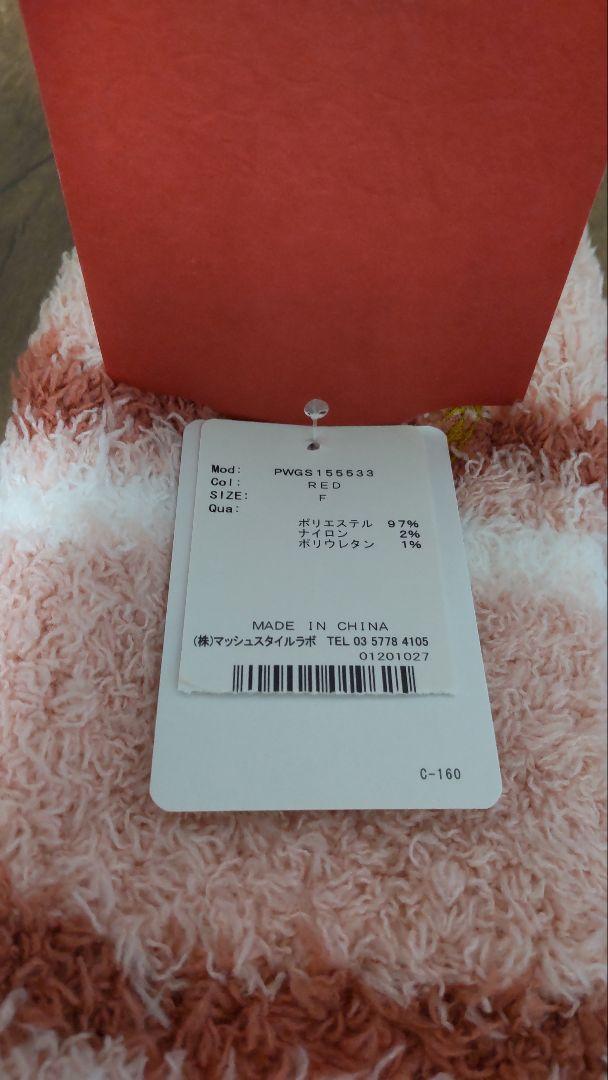 Mod: PWGS155533
Col: RED
SIZE: F
Qua:
ポリエステル 97%
ナイロン 2%
ポリウレタン 1%
MADE IN CHINA
(株)マッシュスタイルラボ TEL 03 5778 4105
01201027
C-160